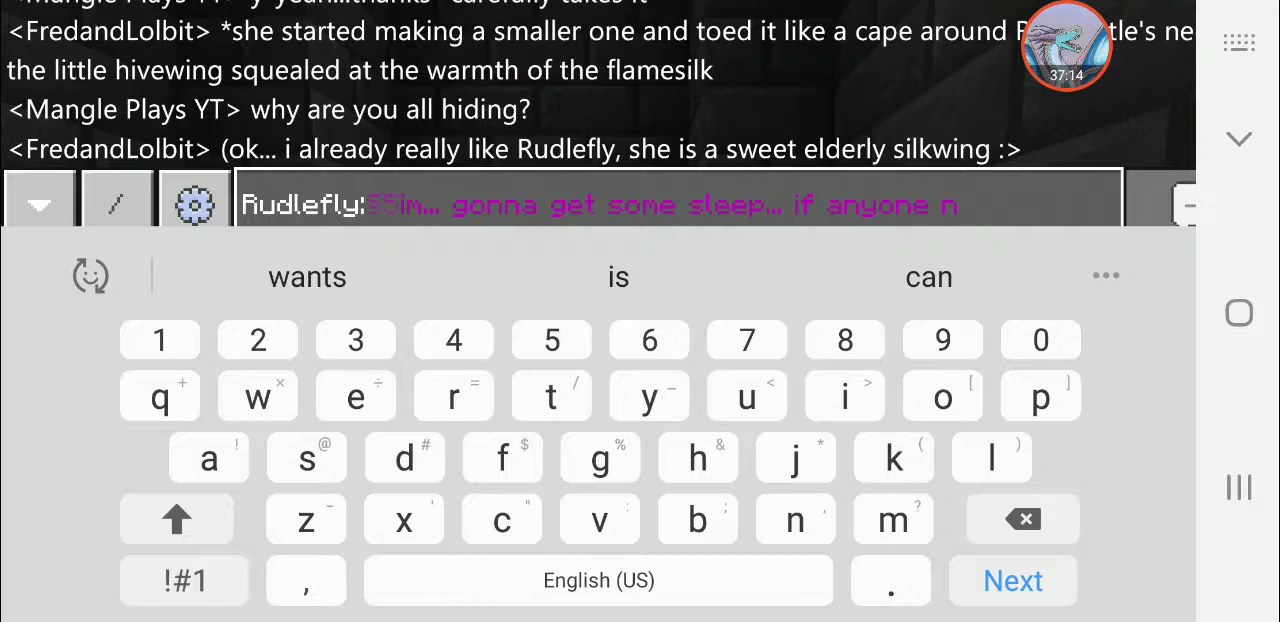 <FredandLolbit> *she started making a smaller one and toed it like a cape around tle's ne
the little hivewing squealed at the warmth of the flamesilk
<Mangle Plays YT> why are you all hiding?
<FredandLolbit> (ok... i already really like Rudlefly, she is a sweet elderly silkwing :>
37:14
/ Rudlefly:§5im... gonna get some sleep... if anyone n
wants is can
1 2 3 4 5 6 7 8 9 0
q + w × e ÷ r = t / y _ u < i > o [ p ]
a ! s @ d # f $ g % h & j * k ( l )
z - x ' c " v : b ; n , m ?
!#1 , English (US) . Next